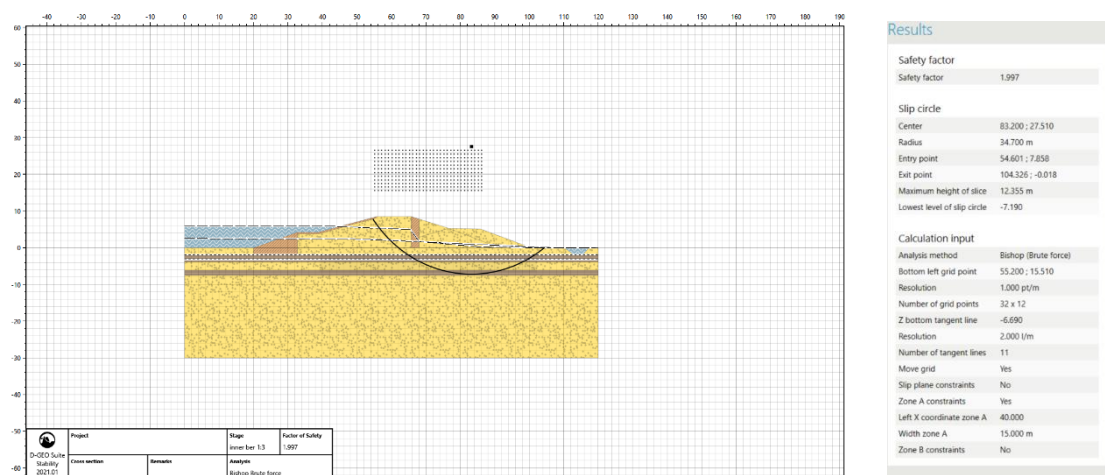 -40 -30 -20 -10 0 10 20 30 40 50 60 70 80 90 100 110 120 130 140 150 160 170 180 190
60
50
40
30
20
10
0
-10
-20
-30
-40
-50
-60
D-GEO Suite
Stability
2021.01
Project
Stage
inner ber 1:3
Factor of Safety
1.997
Cross section
Remarks
Analysis
Bishop Brute force
Results
Safety factor
Safety factor 1.997
Slip circle
Center 83.200 ; 27.510
Radius 34.700 m
Entry point 54.601 ; 7.858
Exit point 104.326 ; -0.018
Maximum height of slice 12.355 m
Lowest level of slip circle -7.190
Calculation input
Analysis method Bishop (Brute force)
Bottom left grid point 55.200 ; 15.510
Resolution 1.000 pt/m
Number of grid points 32 x 12
Z bottom tangent line -6.690
Resolution 2.000 l/m
Number of tangent lines 11
Move grid Yes
Slip plane constraints No
Zone A constraints Yes
Left X coordinate zone A 40.000
Width zone A 15.000 m
Zone B constraints No